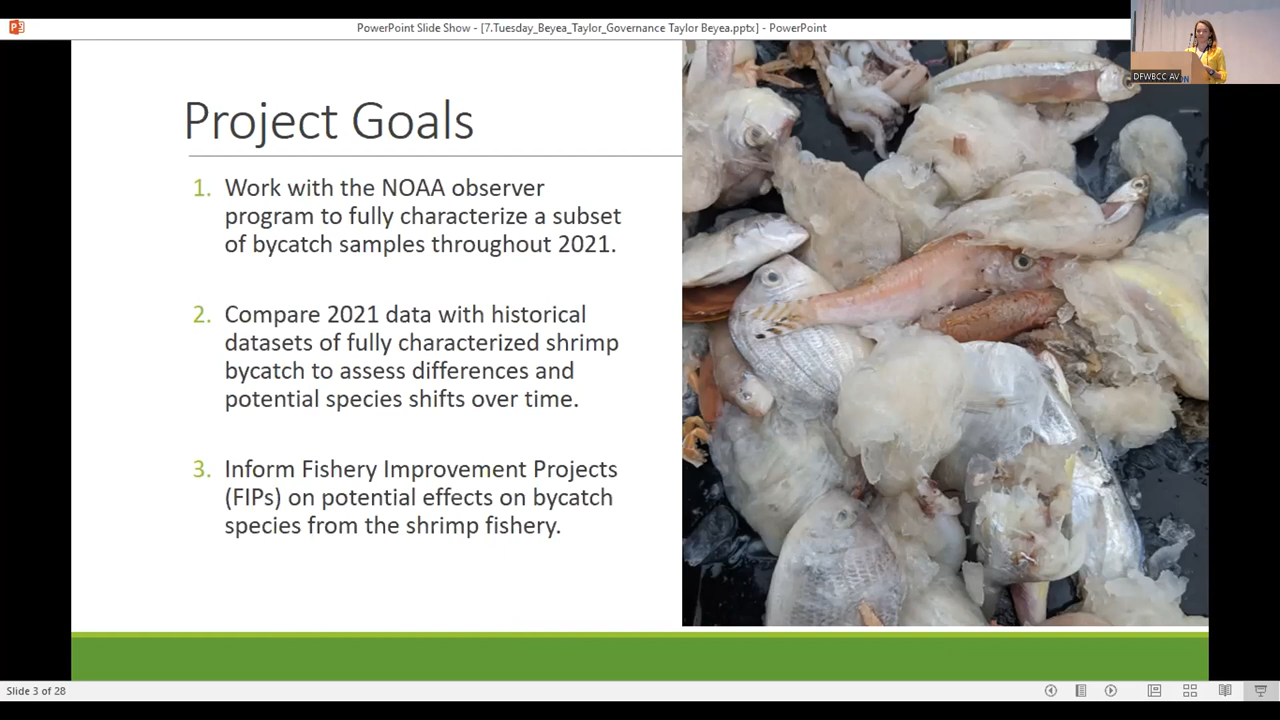 PowerPoint Slide Show - [7.Tuesday_Beyea_Taylor_Governance Taylor Beyea.pptx] - PowerPoint
DFWBCC AV
Project Goals
1. Work with the NOAA observer
program to fully characterize a subset
of bycatch samples throughout 2021.
2. Compare 2021 data with historical
datasets of fully characterized shrimp
bycatch to assess differences and
potential species shifts over time.
3. Inform Fishery Improvement Projects
(FIPs) on potential effects on bycatch
species from the shrimp fishery.
Slide 3 of 28